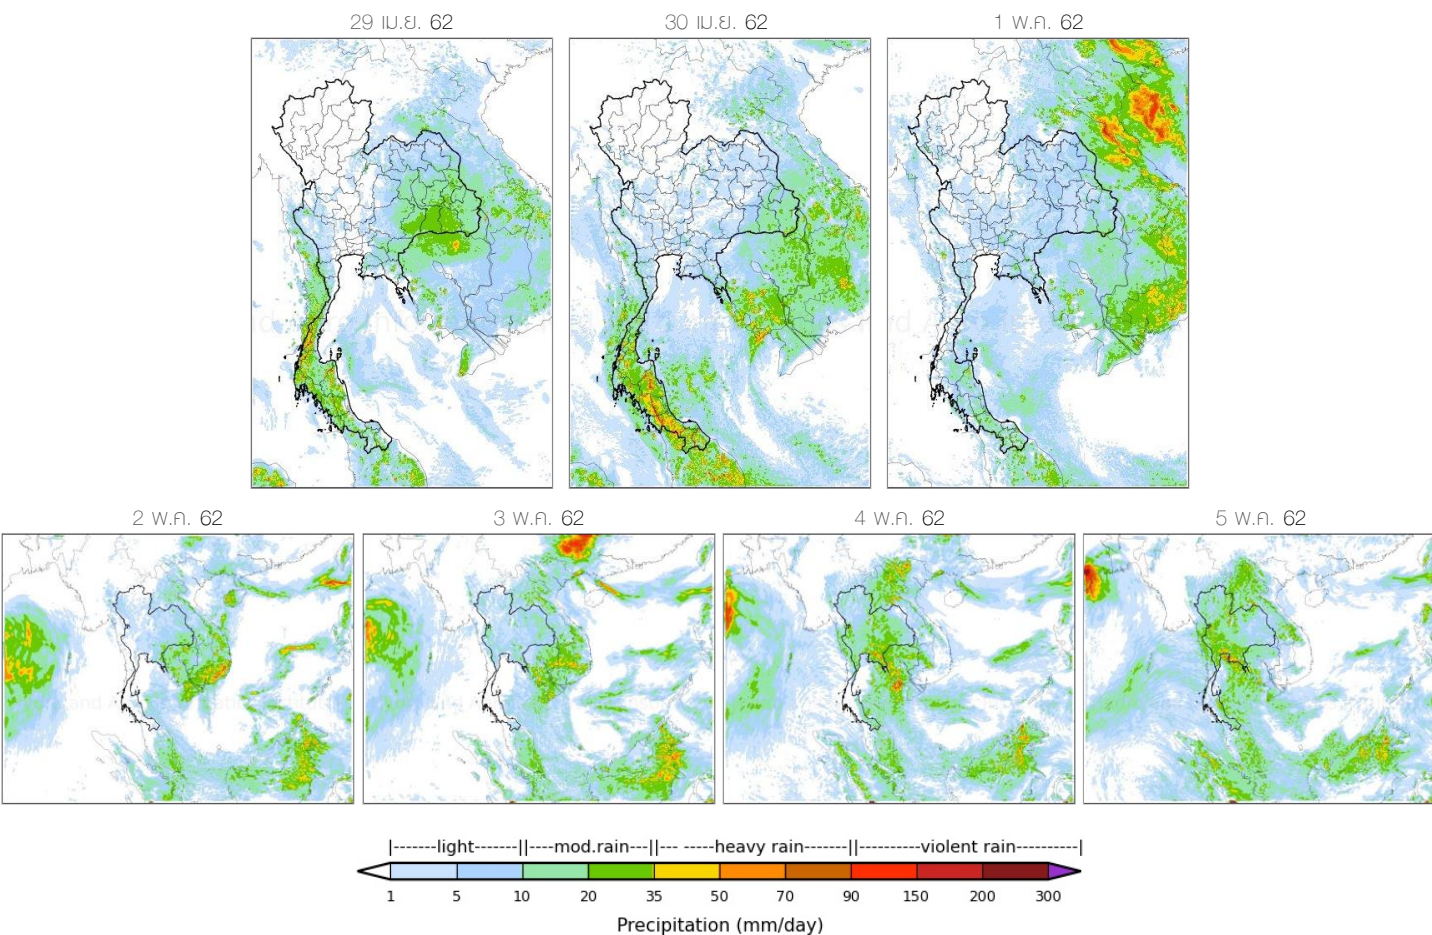 29 เม.ย. 62
30 เม.ย. 62
1 พ.ค. 62
2 พ.ค. 62
3 พ.ค. 62
4 พ.ค. 62
5 พ.ค. 62
|-------light-------||----mod.rain---||--- -----heavy rain-------||----------violent rain----------|
1 5 10 20 35 50 70 90 150 200 300
Precipitation (mm/day)